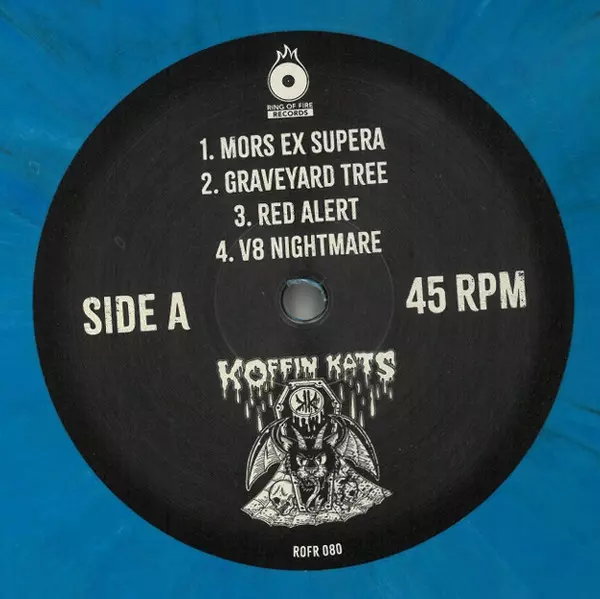 RING OF FIRE
RECORDS
1. MORS EX SUPERA
2. GRAVEYARD TREE
3. RED ALERT
4. V8 NIGHTMARE
SIDE A
45 RPM
KOFFIN KATS
KK
ROFR 080